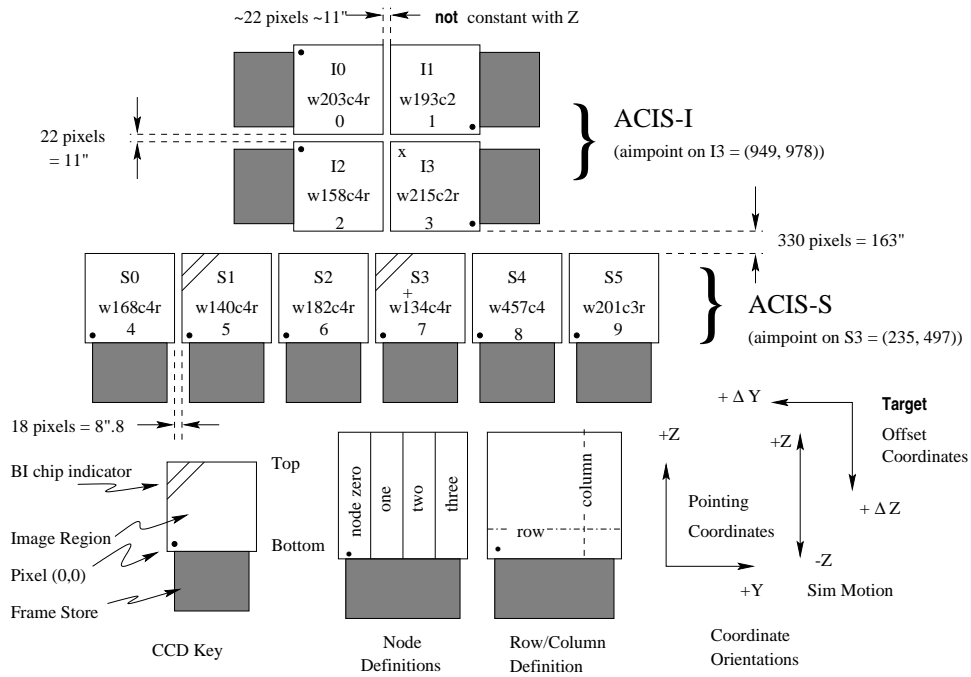 ~22 pixels ~11"
not constant with Z
I0
w203c4r
0
I1
w193c2
1
22 pixels
= 11"
I2
w158c4r
2
x
I3
w215c2r
3
ACIS-I
(aimpoint on I3 = (949, 978))
330 pixels = 163"
S0
w168c4r
4
S1
w140c4r
5
S2
w182c4r
6
S3
+
w134c4r
7
S4
w457c4
8
S5
w201c3r
9
ACIS-S
(aimpoint on S3 = (235, 497))
18 pixels = 8".8
BI chip indicator
Image Region
Pixel (0,0)
Frame Store
Top
Bottom
CCD Key
node zero
one
two
three
Node
Definitions
row
column
Row/Column
Definition
+Z
Pointing
Coordinates
+Y
+Z
-Z
Sim Motion
+ Δ Y
Target
Offset
Coordinates
+ Δ Z
Coordinate
Orientations